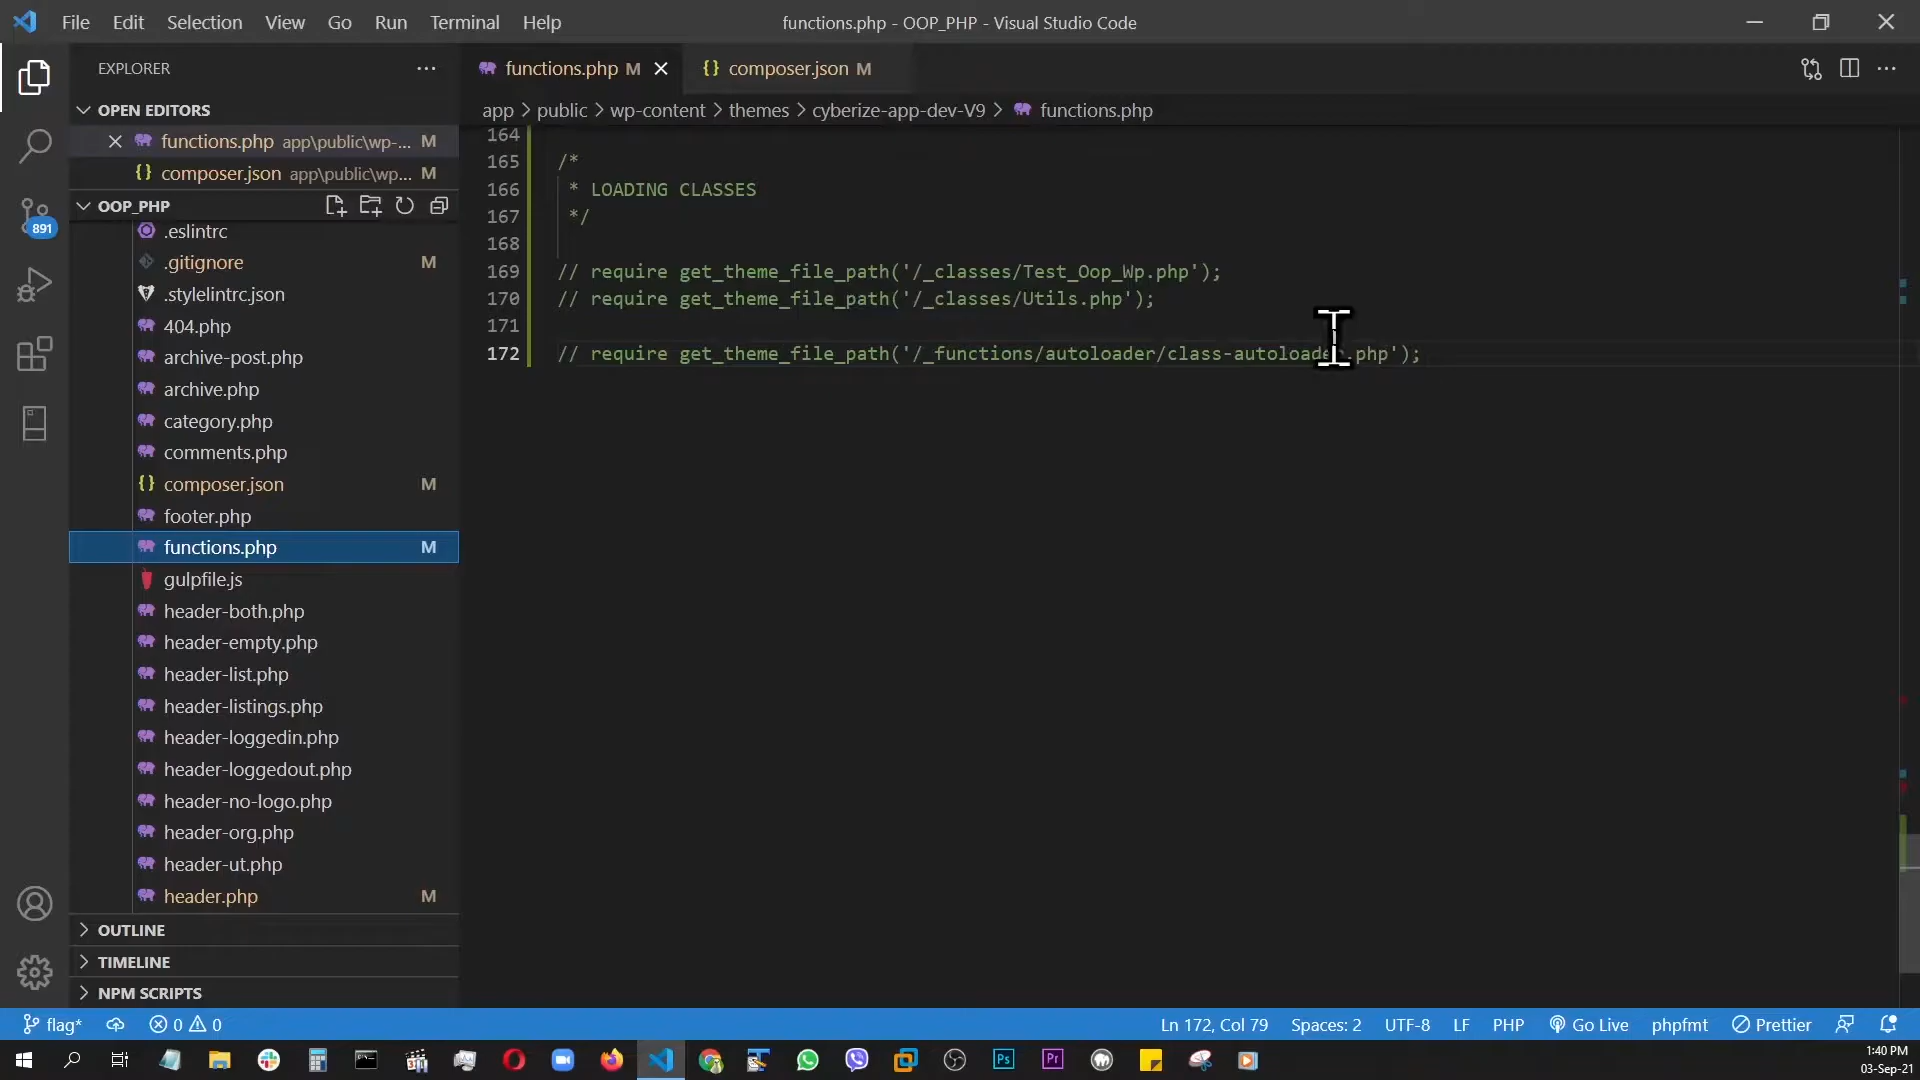 File Edit Selection View Go Run Terminal Help
functions.php - OOP_PHP - Visual Studio Code
EXPLORER
OPEN EDITORS
functions.php app\public\wp-... M
composer.json app\public\wp... M
OOP_PHP
.eslintrc
.gitignore M
.stylelintrc.json
404.php
archive-post.php
archive.php
category.php
comments.php
composer.json M
footer.php
functions.php M
gulpfile.js
header-both.php
header-empty.php
header-list.php
header-listings.php
header-loggedin.php
header-loggedout.php
header-no-logo.php
header-org.php
header-ut.php
header.php M
OUTLINE
TIMELINE
NPM SCRIPTS
891
functions.php M
composer.json M
app > public > wp-content > themes > cyberize-app-dev-V9 > functions.php
164
165 /*
166 * LOADING CLASSES
167 */
168
169 // require get_theme_file_path('/_classes/Test_Oop_Wp.php');
170 // require get_theme_file_path('/_classes/Utils.php');
171
172 // require get_theme_file_path('/_functions/autoloader/class-autoloader.php');
flag* 0 0
Ln 172, Col 79 Spaces: 2 UTF-8 LF PHP Go Live phpfmt Prettier
Ps Pr
1:40 PM
03-Sep-21